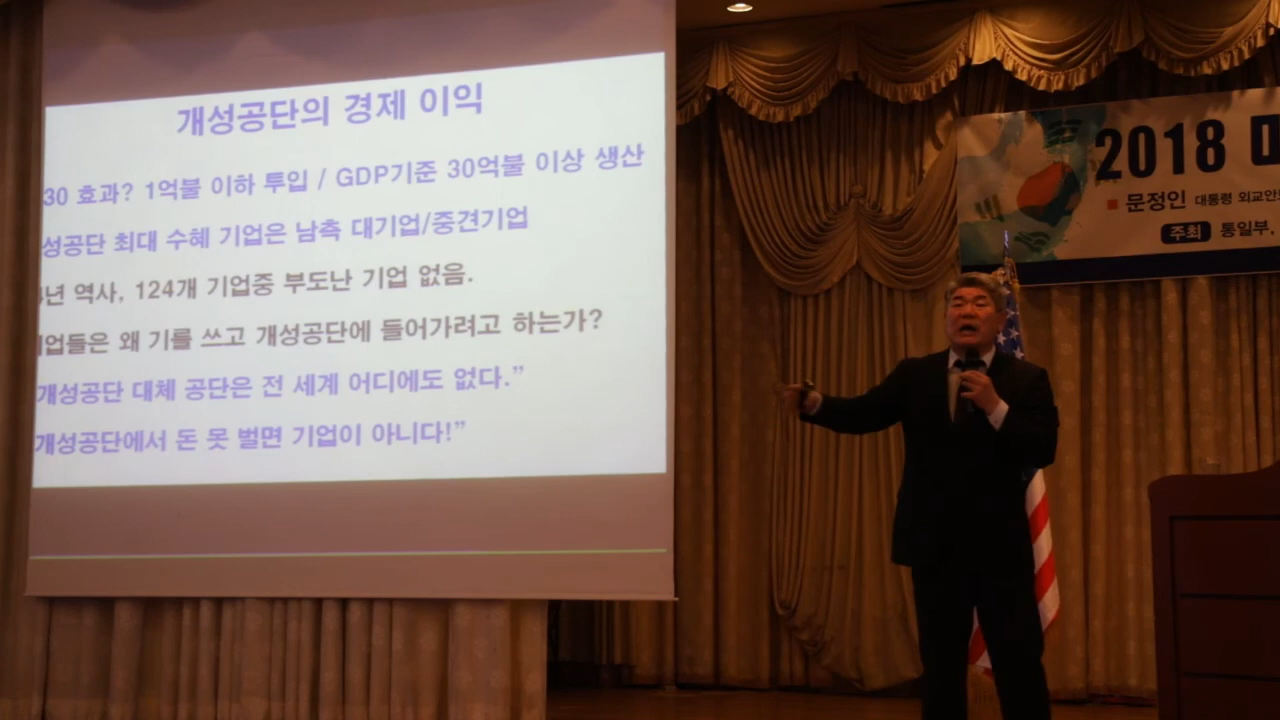 개성공단의 경제 이익
30 효과? 1억불 이하 투입 / GDP기준 30억불 이상 생산
성공단 최대 수혜 기업은 남측 대기업/중견기업
년 역사, 124개 기업중 부도난 기업 없음.
업들은 왜 기를 쓰고 개성공단에 들어가려고 하는가?
개성공단 대체 공단은 전 세계 어디에도 없다.”
개성공단에서 돈 못 벌면 기업이 아니다!”
2018
문정인 대통령 외교안
주최 통일부,